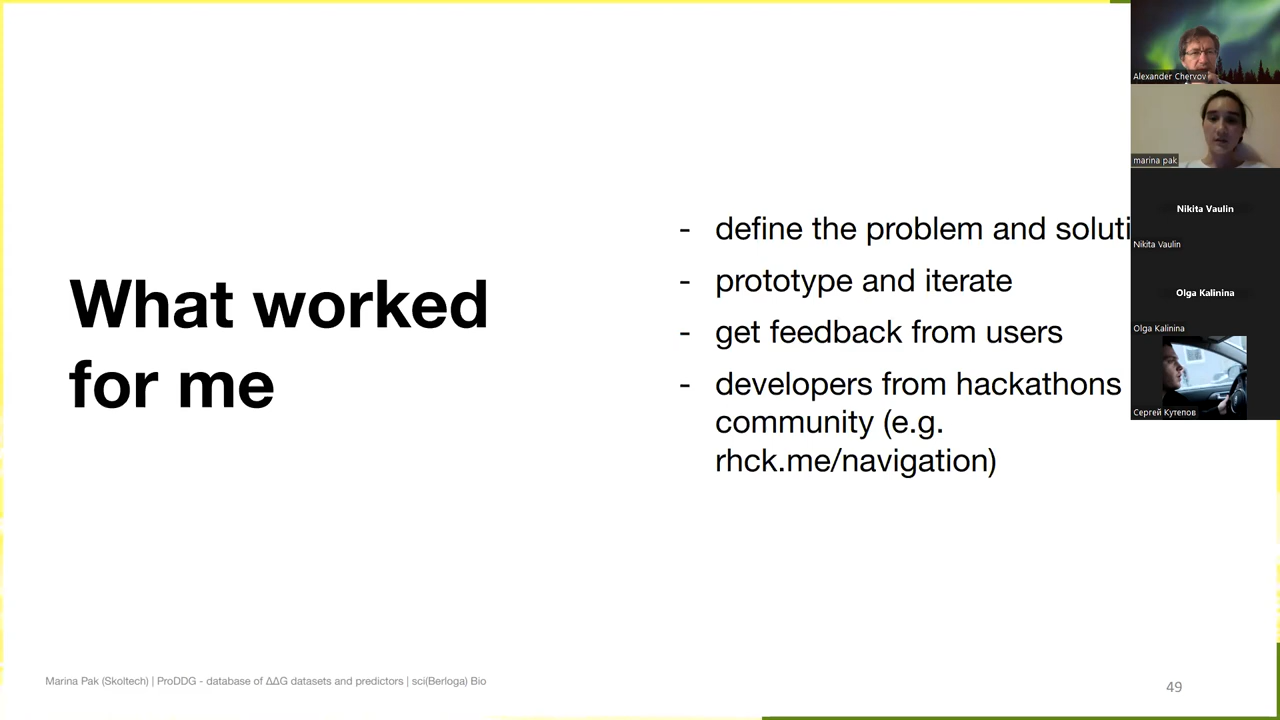 What worked
for me
- define the problem and soluti
- prototype and iterate
- get feedback from users
- developers from hackathons
community (e.g.
rhck.me/navigation)
Marina Pak (Skoltech) | ProDDG - database of ΔΔG datasets and predictors | sci(Berloga) Bio
49
Alexander Chervov
marina pak
Nikita Vaulin
Nikita Vaulin
Olga Kalinina
Olga Kalinina
Сергей Кутепов